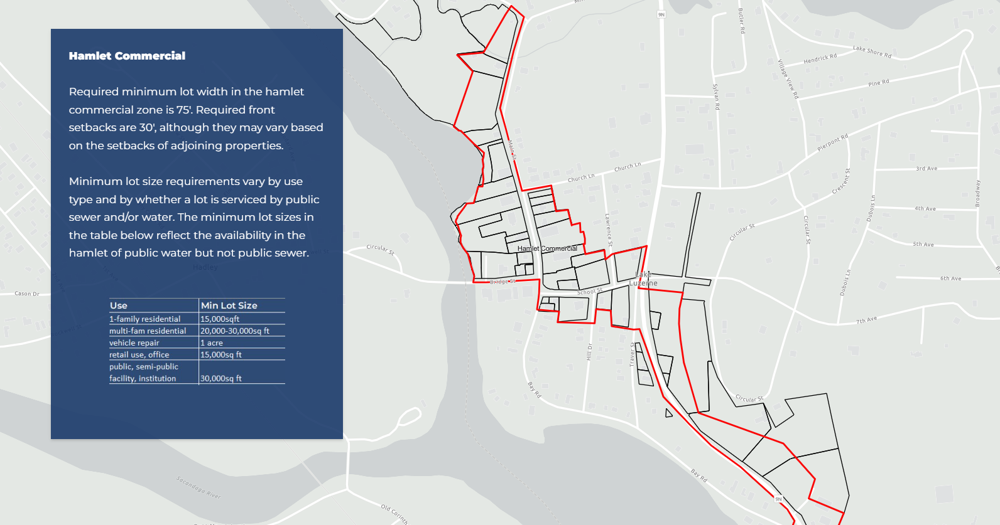 Hamlet Commercial
Required minimum lot width in the hamlet
commercial zone is 75'. Required front
setbacks are 30', although they may vary based
on the setbacks of adjoining properties.
Minimum lot size requirements vary by use
type and by whether a lot is serviced by public
sewer and/or water. The minimum lot sizes in
the table below reflect the availability in the
hamlet of public water but not public sewer.
Use Min Lot Size
1-family residential 15,000sqft
multi-fam residential 20,000-30,000sq ft
vehicle repair 1 acre
retail use, office 15,000sq ft
public, semi-public
facility, institution 30,000sq ft
Hadley
Cason Dr
Sacandaga River
Circular St
Old Corinth
Main St
Church Ln
Church Ln
Lawrence St
Hamlet Commercial
Bridge St
School St
Lake
Luzerne
Hill Dr
Traver St
Bay Rd
Bay Rd
9N
9N
Butler Rd
Sylvan Rd
Village View Rd
Hendrick Rd
Lake Shore Rd
Pine Rd
Pierpont Rd
Crescent St
3rd Ave
Broadway
4th Ave
Dubois Ln
Circular St
Circular St
5th Ave
6th Ave
Dubois Ln
7th Ave
Circular St